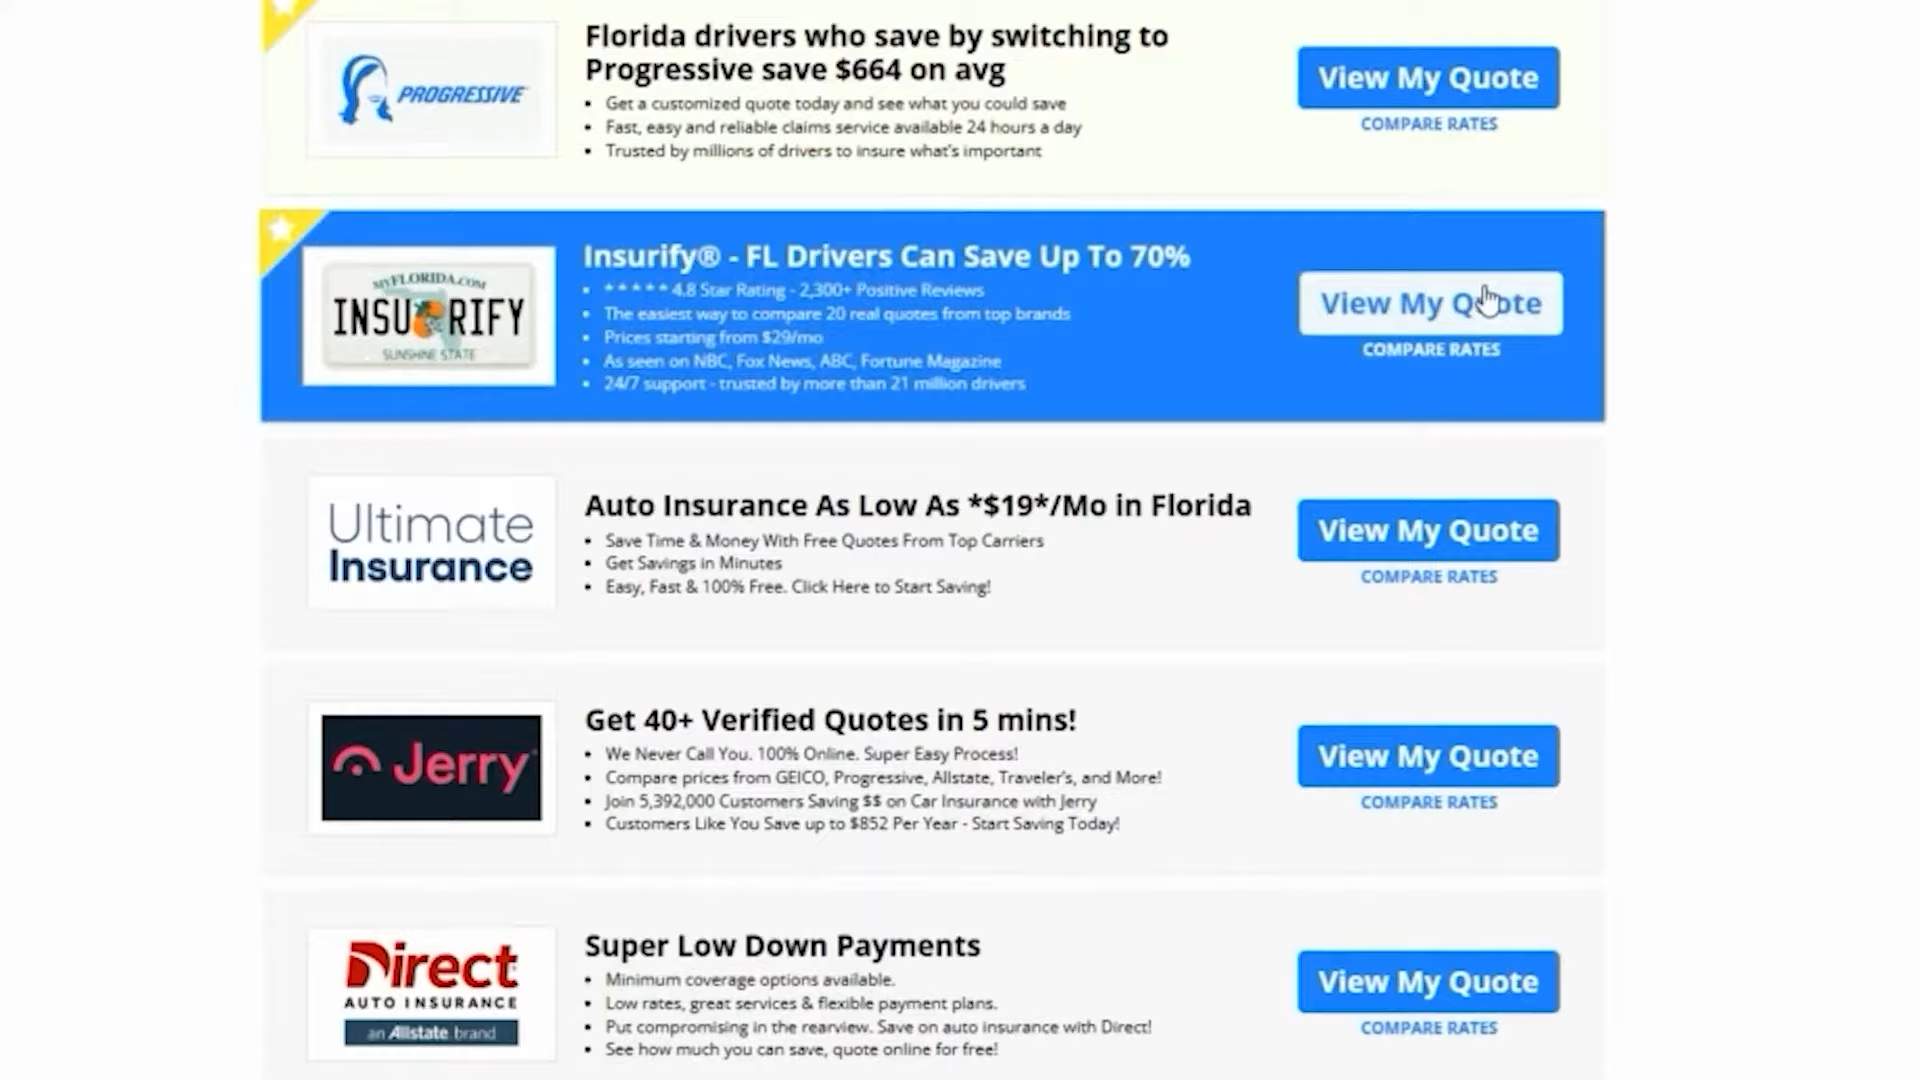 PROGRESSIVE
Florida drivers who save by switching to
Progressive save $664 on avg
• Get a customized quote today and see what you could save
• Fast, easy and reliable claims service available 24 hours a day
• Trusted by millions of drivers to insure what's important
View My Quote
COMPARE RATES
MYFLORIDA.COM
INSURIFY
SUNSHINE STATE
Insurify® - FL Drivers Can Save Up To 70%
• * * * * * 4.8 Star Rating - 2,300+ Positive Reviews
• The easiest way to compare 20 real quotes from top brands
• Prices starting from $29/mo
• As seen on NBC, Fox News, ABC, Fortune Magazine
• 24/7 support - trusted by more than 21 million drivers
View My Quote
COMPARE RATES
Ultimate
Insurance
Auto Insurance As Low As *$19*/Mo in Florida
• Save Time & Money With Free Quotes From Top Carriers
• Get Savings in Minutes
• Easy, Fast & 100% Free. Click Here to Start Saving!
View My Quote
COMPARE RATES
Jerry
Get 40+ Verified Quotes in 5 mins!
• We Never Call You. 100% Online. Super Easy Process!
• Compare prices from GEICO, Progressive, Allstate, Traveler's, and More!
• Join 5,392,000 Customers Saving $$ on Car Insurance with Jerry
• Customers Like You Save up to $852 Per Year - Start Saving Today!
View My Quote
COMPARE RATES
Direct
AUTO INSURANCE
an Allstate brand
Super Low Down Payments
• Minimum coverage options available.
• Low rates, great services & flexible payment plans.
• Put compromising in the rearview. Save on auto insurance with Direct!
• See how much you can save, quote online for free!
View My Quote
COMPARE RATES